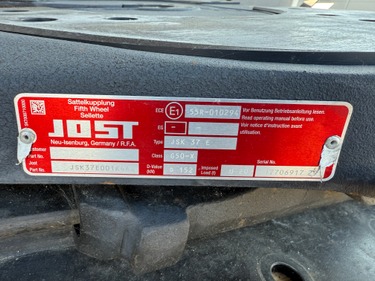 Sattelkupplung
Fifth Wheel
Sellette
JOST
Neu-Isenburg, Germany / R.F.A.
Customer
Part No.
Jost
Part No.
JSK37E001
ECE E1 55R-010294
EG - -
Type JSK 37 E
Class G50-X
D-Value (kN) 152 Imposed Load (t)
Serial No.
Vor Benutzung Betriebsanleitung lesen.
Read operating manual before use.
Voir notice d'instruction avant
utilisation.